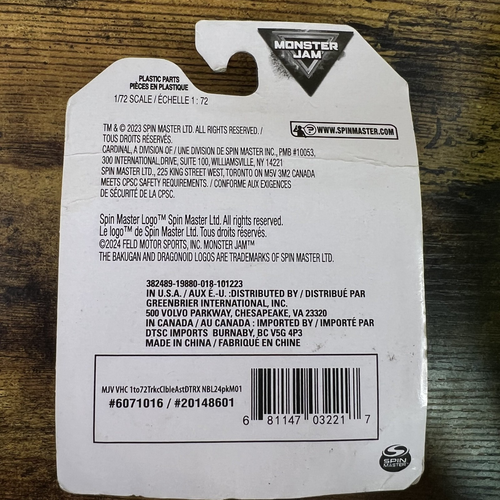 MONSTER
JAM
PLASTIC PARTS
PIÈCES EN PLASTIQUE
1/72 SCALE / ÉCHELLE 1 : 72
WWW.SPINMASTER.COM
TM & © 2023 SPIN MASTER LTD. ALL RIGHTS RESERVED. /
TOUS DROITS RÉSERVÉS.
CARDINAL, A DIVISION OF / UNE DIVISION DE SPIN MASTER INC., PMB #10053,
300 INTERNATIONAL DRIVE, SUITE 100, WILLIAMSVILLE, NY 14221
SPIN MASTER LTD., 225 KING STREET WEST, TORONTO ON M5V 3M2 CANADA
MEETS CPSC SAFETY REQUIREMENTS. / CONFORME AUX EXIGENCES
DE SÉCURITÉ DE LA CPSC.
Spin Master Logo™ Spin Master Ltd. All rights reserved.
Le logo™ de Spin Master Ltd. Tous droits réservés.
©2024 FELD MOTOR SPORTS, INC. MONSTER JAM™
THE BAKUGAN AND DRAGONOID LOGOS ARE TRADEMARKS OF SPIN MASTER LTD.
382489-19880-018-101223
IN U.S.A. / AUX É.-U. :DISTRIBUTED BY / DISTRIBUÉ PAR
GREENBRIER INTERNATIONAL, INC.
500 VOLVO PARKWAY, CHESAPEAKE, VA 23320
IN CANADA / AU CANADA : IMPORTED BY / IMPORTÉ PAR
DTSC IMPORTS BURNABY, BC V5G 4P3
MADE IN CHINA / FABRIQUÉ EN CHINE
MJV VHC 1to72TrkcClbleAstDTRX NBL24pkM01
#6071016 / #20148601
6 81147 03221 7
SPIN
MASTER